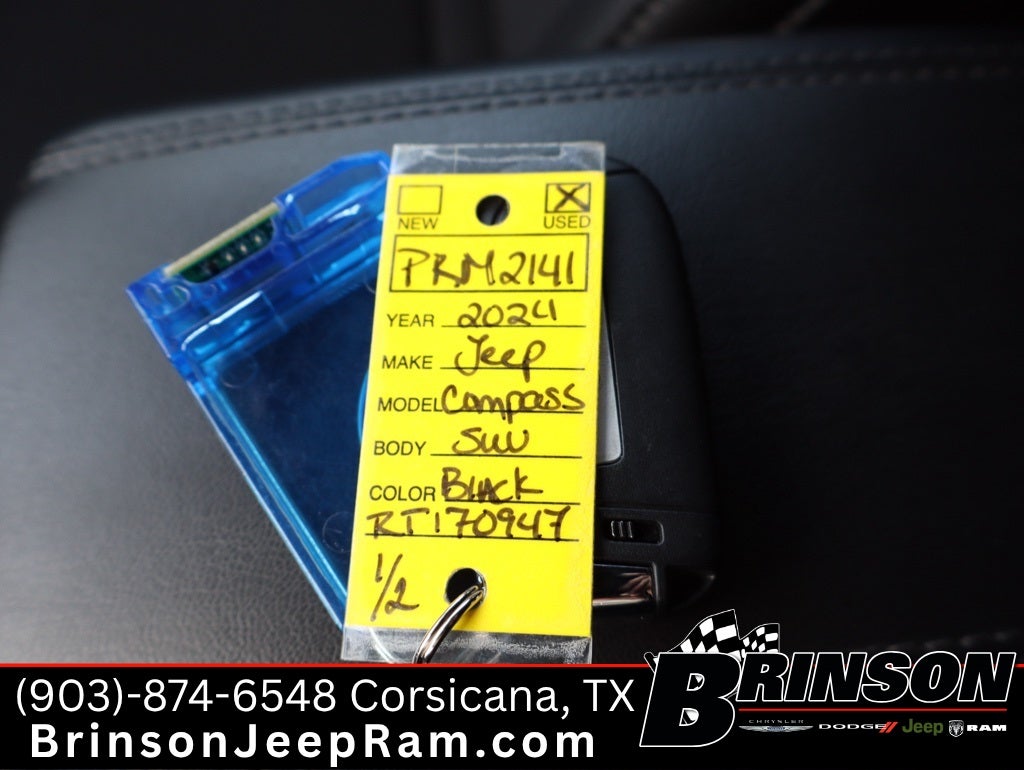 NEW USED
PRM2141
YEAR 2024
MAKE Jeep
MODEL Compass
BODY SUV
COLOR Black
RT170947
1/2
(903)-874-6548 Corsicana, TX
BrinsonJeepRam.com
BRINSON
CHRYSLER DODGE Jeep RAM